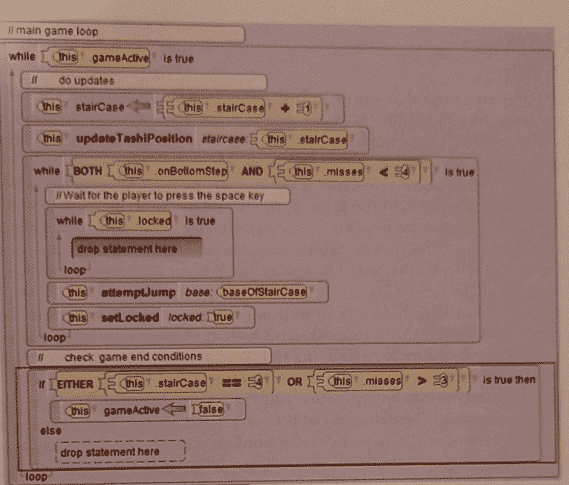 // main game loop
while this .gameActive is true
// do updates
this stairCase this .stairCase + 1
this updateTashiPosition staircase: this .stairCase
while BOTH this .onBottomStep AND this .misses < 4 is true
//Wait for the player to press the space key
while this locked is true
drop statement here
loop
this attemptJump base: baseOfStairCase
this setLocked locked: true
loop
// check game end conditions
if EITHER this .stairCase == 4 OR this .misses > 3 is true then
this gameActive false
else
drop statement here
loop